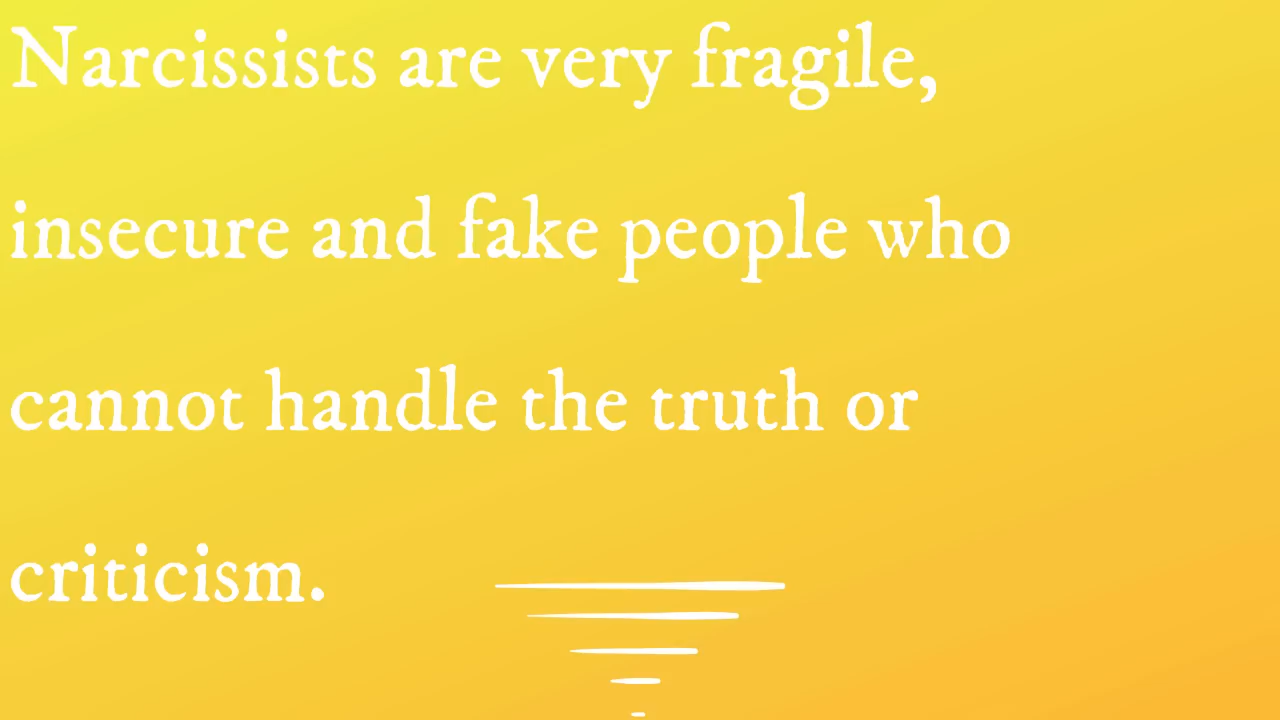 Narcissists are very fragile,
insecure and fake people who
cannot handle the truth or
criticism.